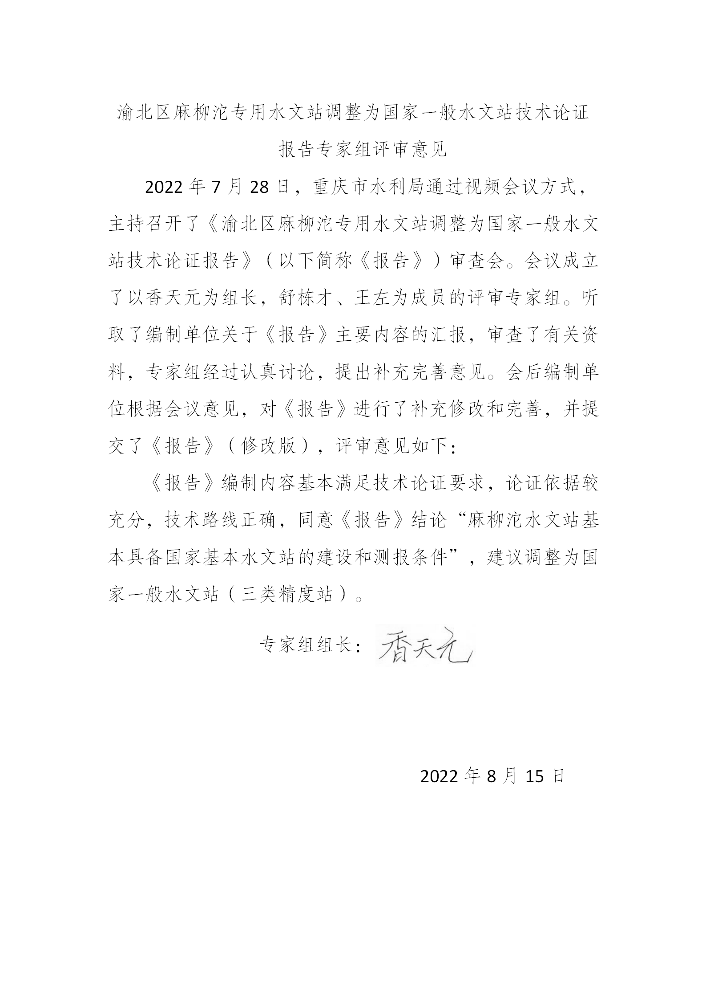 渝北区麻柳沱专用水文站调整为国家一般水文站技术论证
报告专家组评审意见
2022 年 7 月 28 日，重庆市水利局通过视频会议方式，
主持召开了《渝北区麻柳沱专用水文站调整为国家一般水文
站技术论证报告》（以下简称《报告》）审查会。会议成立
了以香天元为组长，舒栋才、王左为成员的评审专家组。听
取了编制单位关于《报告》主要内容的汇报，审查了有关资
料，专家组经过认真讨论，提出补充完善意见。会后编制单
位根据会议意见，对《报告》进行了补充修改和完善，并提
交了《报告》（修改版），评审意见如下：
《报告》编制内容基本满足技术论证要求，论证依据较
充分，技术路线正确，同意《报告》结论“麻柳沱水文站基
本具备国家基本水文站的建设和测报条件”，建议调整为国
家一般水文站（三类精度站）。
专家组组长：香天元
2022 年 8 月 15 日